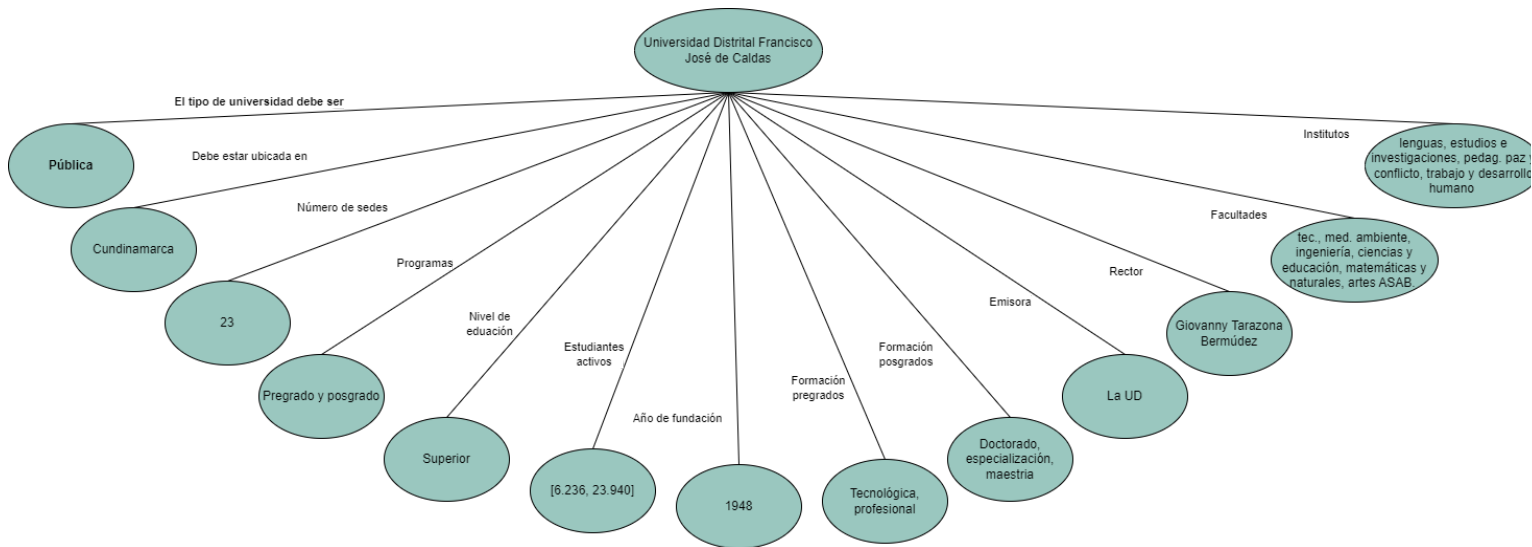 Universidad Distrital Francisco
José de Caldas
El tipo de universidad debe ser
Pública
Debe estar ubicada en
Cundinamarca
Número de sedes
23
Programas
Pregrado y posgrado
Nivel de
eduación
Superior
Estudiantes
activos
[6.236, 23.940]
Año de fundación
1948
Formación
pregrados
Tecnológica,
profesional
Formación
posgrados
Doctorado,
especialización,
maestria
Emisora
La UD
Rector
Giovanny Tarazona
Bermúdez
Facultades
tec., med. ambiente,
ingeniería, ciencias y
educación, matemáticas y
naturales, artes ASAB.
Institutos
lenguas, estudios e
investigaciones, pedag. paz y
conflicto, trabajo y desarrollo
humano